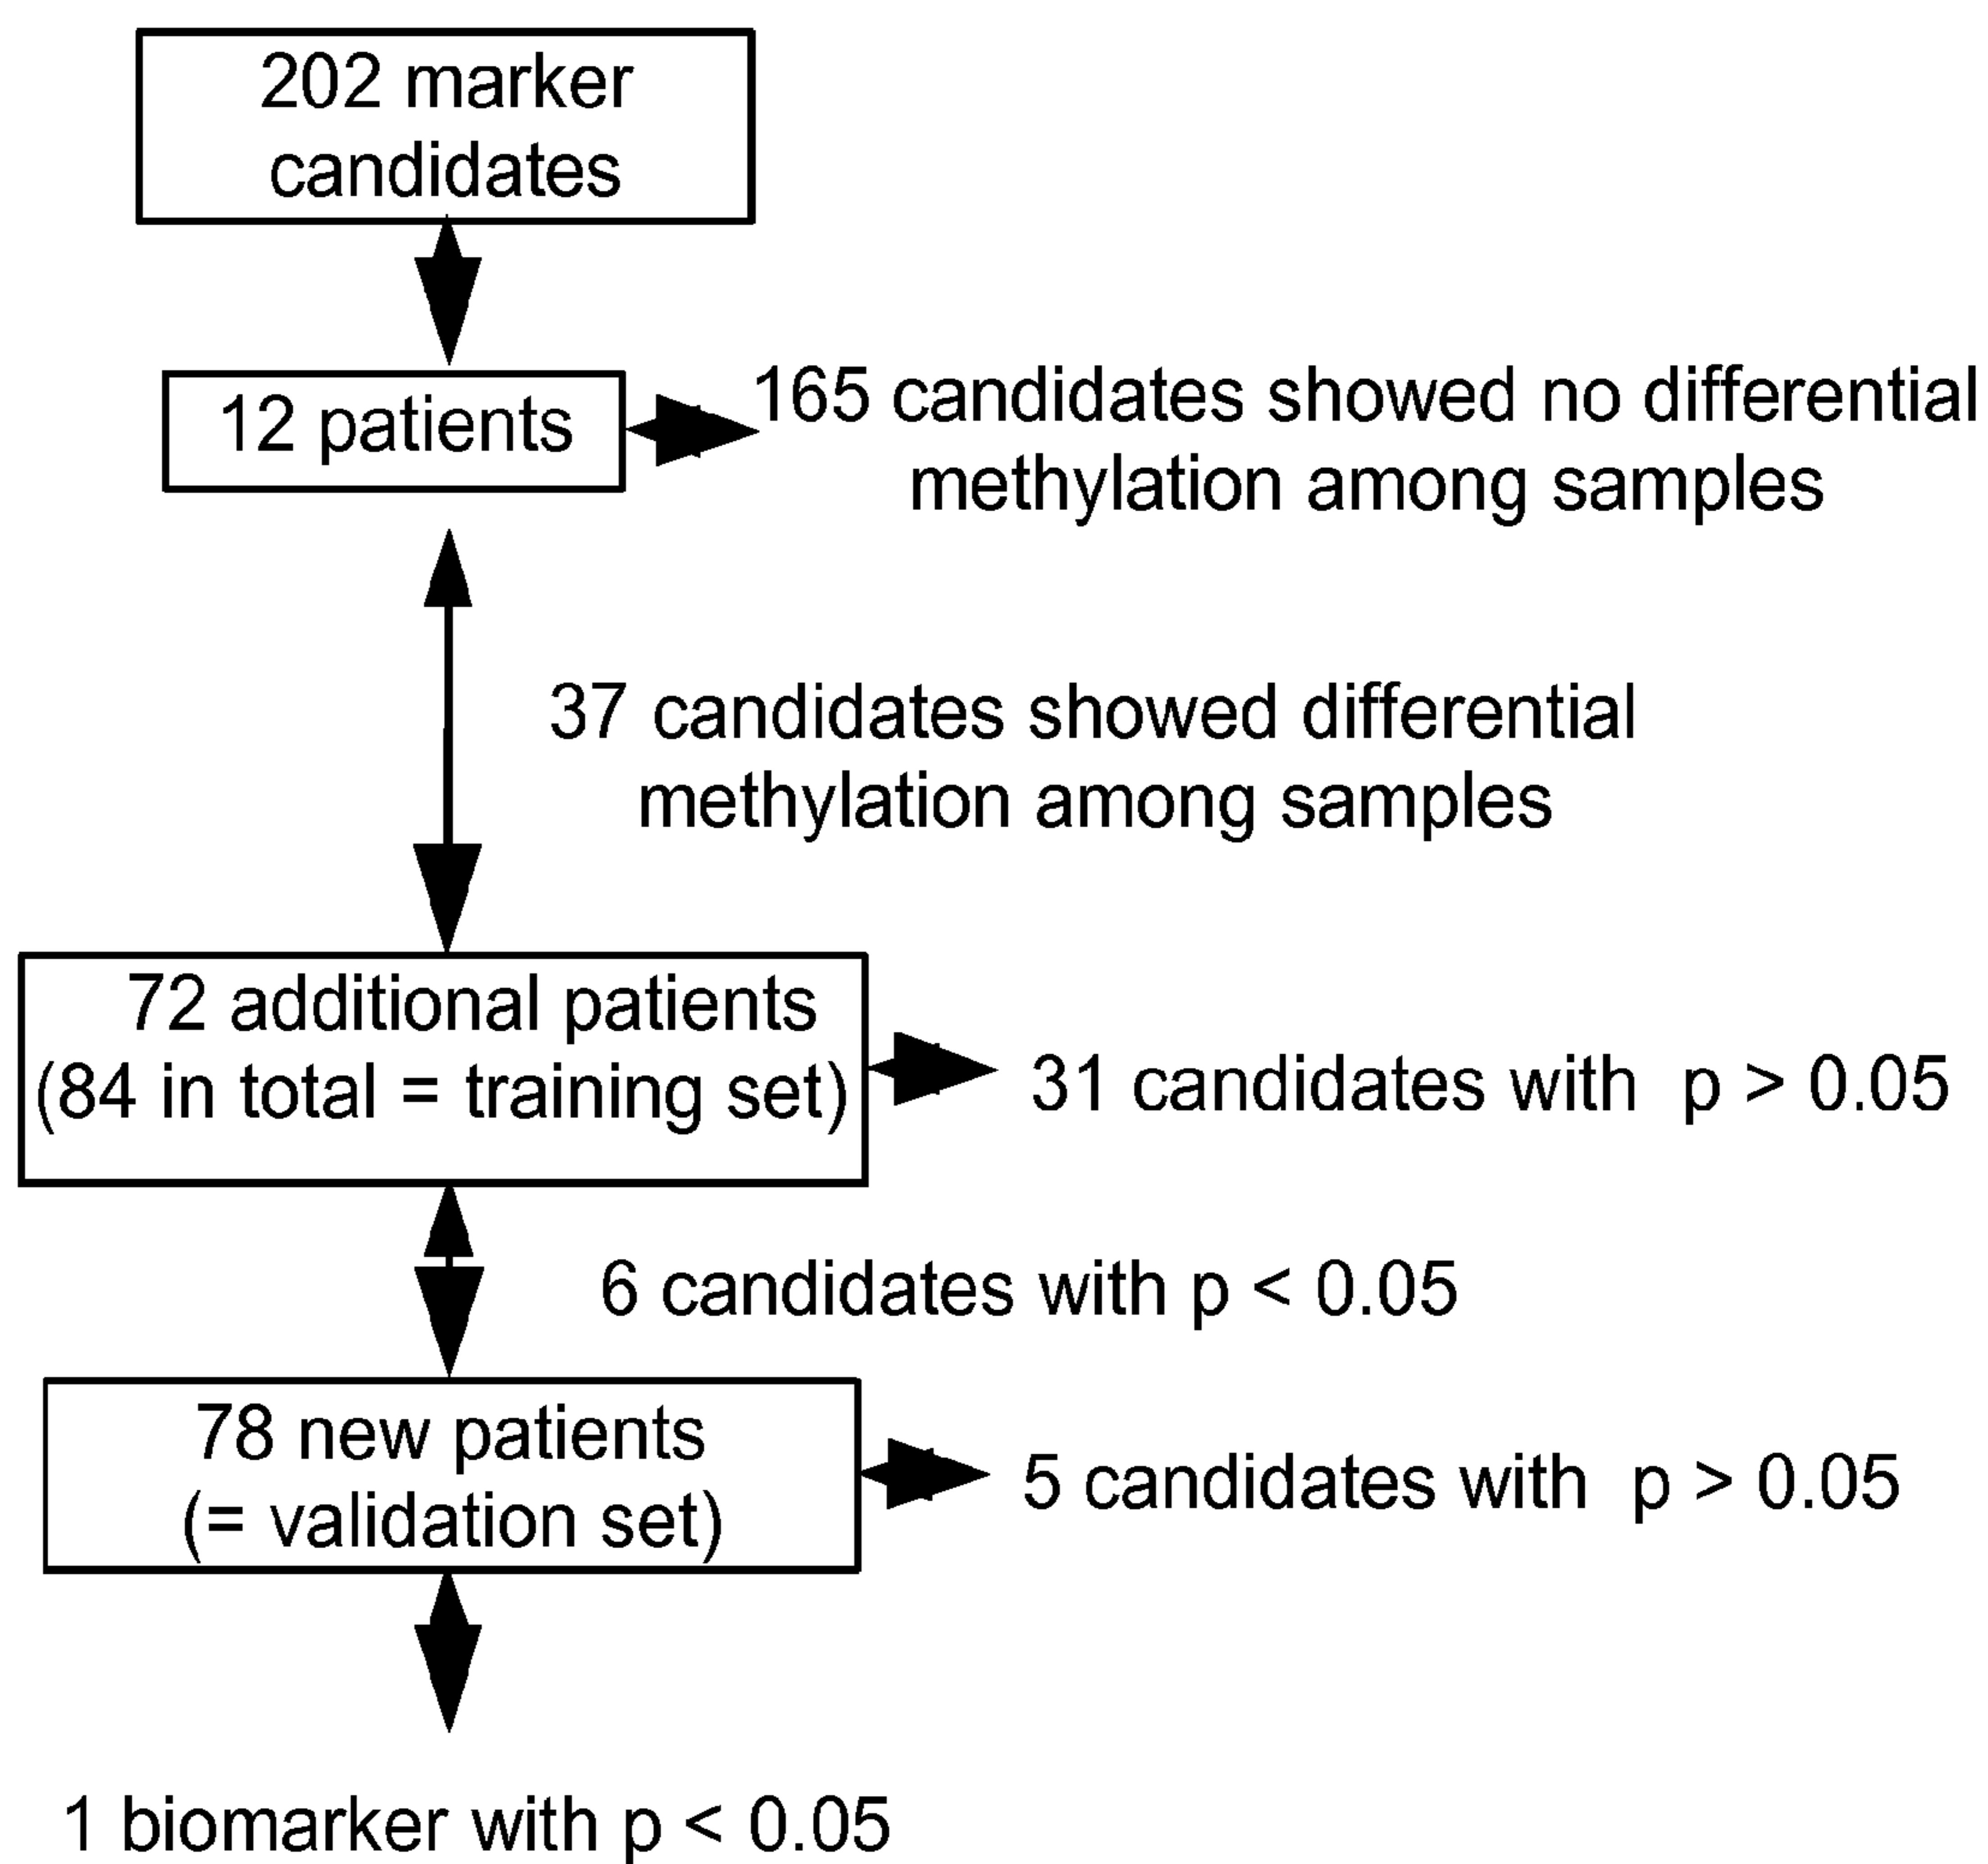 202 marker
candidates
12 patients
165 candidates showed no differential
methylation among samples
37 candidates showed differential
methylation among samples
72 additional patients
(84 in total = training set)
31 candidates with p > 0.05
6 candidates with p < 0.05
78 new patients
(= validation set)
5 candidates with p > 0.05
1 biomarker with p < 0.05